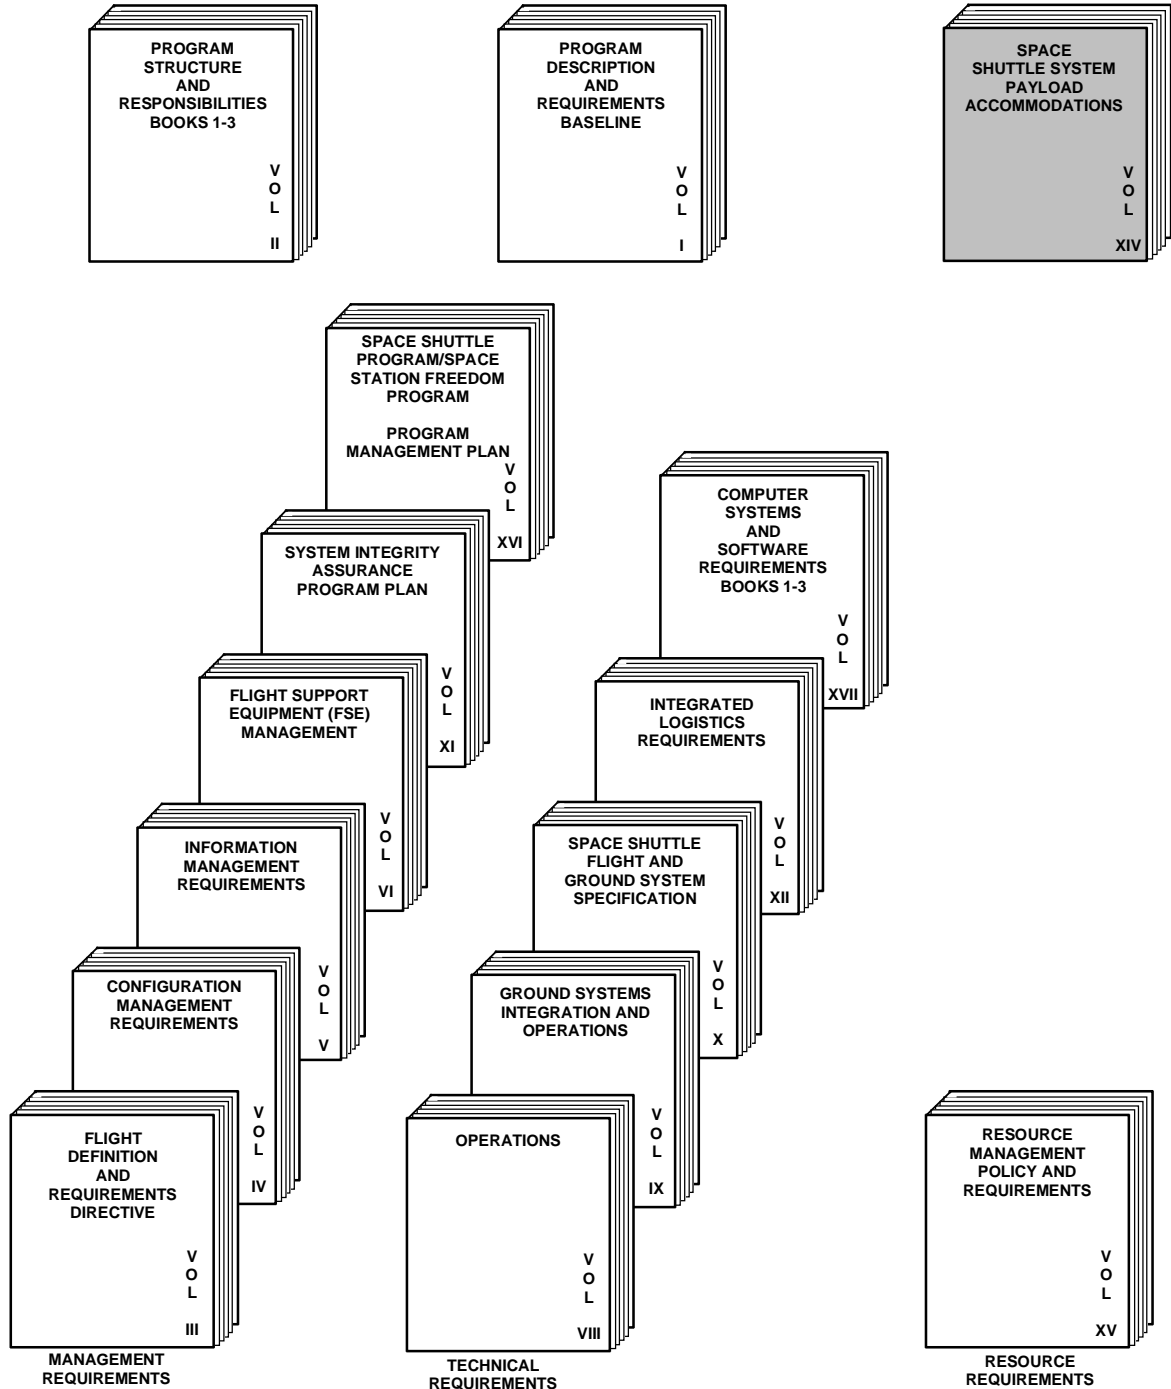 PROGRAM
STRUCTURE
AND
RESPONSIBILITIES
BOOKS 1-3
V
O
L
II
PROGRAM
DESCRIPTION
AND
REQUIREMENTS
BASELINE
V
O
L
I
SPACE
SHUTTLE SYSTEM
PAYLOAD
ACCOMMODATIONS
V
O
L
XIV
SPACE SHUTTLE
PROGRAM/SPACE
STATION FREEDOM
PROGRAM
PROGRAM
MANAGEMENT PLAN
V
O
L
XVI
SYSTEM INTEGRITY
ASSURANCE
PROGRAM PLAN
V
O
L
XI
FLIGHT SUPPORT
EQUIPMENT (FSE)
MANAGEMENT
V
O
L
VI
INFORMATION
MANAGEMENT
REQUIREMENTS
V
O
L
V
CONFIGURATION
MANAGEMENT
REQUIREMENTS
V
O
L
IV
FLIGHT
DEFINITION
AND
REQUIREMENTS
DIRECTIVE
V
O
L
III
MANAGEMENT
REQUIREMENTS
COMPUTER
SYSTEMS
AND
SOFTWARE
REQUIREMENTS
BOOKS 1-3
V
O
L
XVII
INTEGRATED
LOGISTICS
REQUIREMENTS
V
O
L
XII
SPACE SHUTTLE
FLIGHT AND
GROUND SYSTEM
SPECIFICATION
V
O
L
X
GROUND SYSTEMS
INTEGRATION AND
OPERATIONS
V
O
L
IX
OPERATIONS
V
O
L
VIII
TECHNICAL
REQUIREMENTS
RESOURCE
MANAGEMENT
POLICY AND
REQUIREMENTS
V
O
L
XV
RESOURCE
REQUIREMENTS